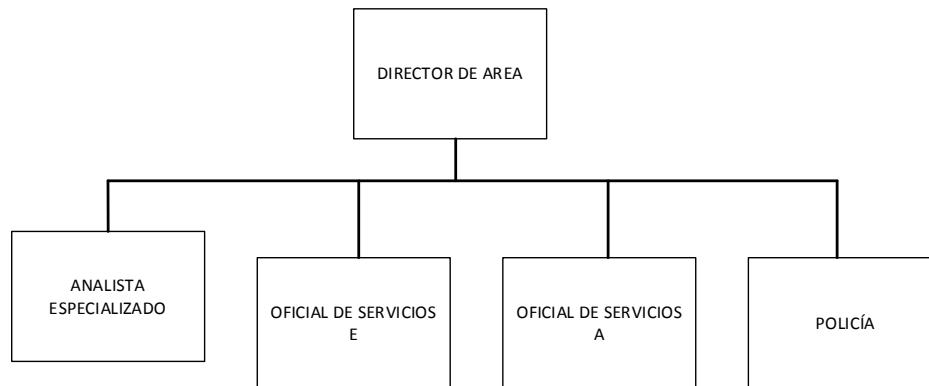 DIRECTOR DE AREA
ANALISTA
ESPECIALIZADO
OFICIAL DE SERVICIOS
E
OFICIAL DE SERVICIOS
A
POLICÍA